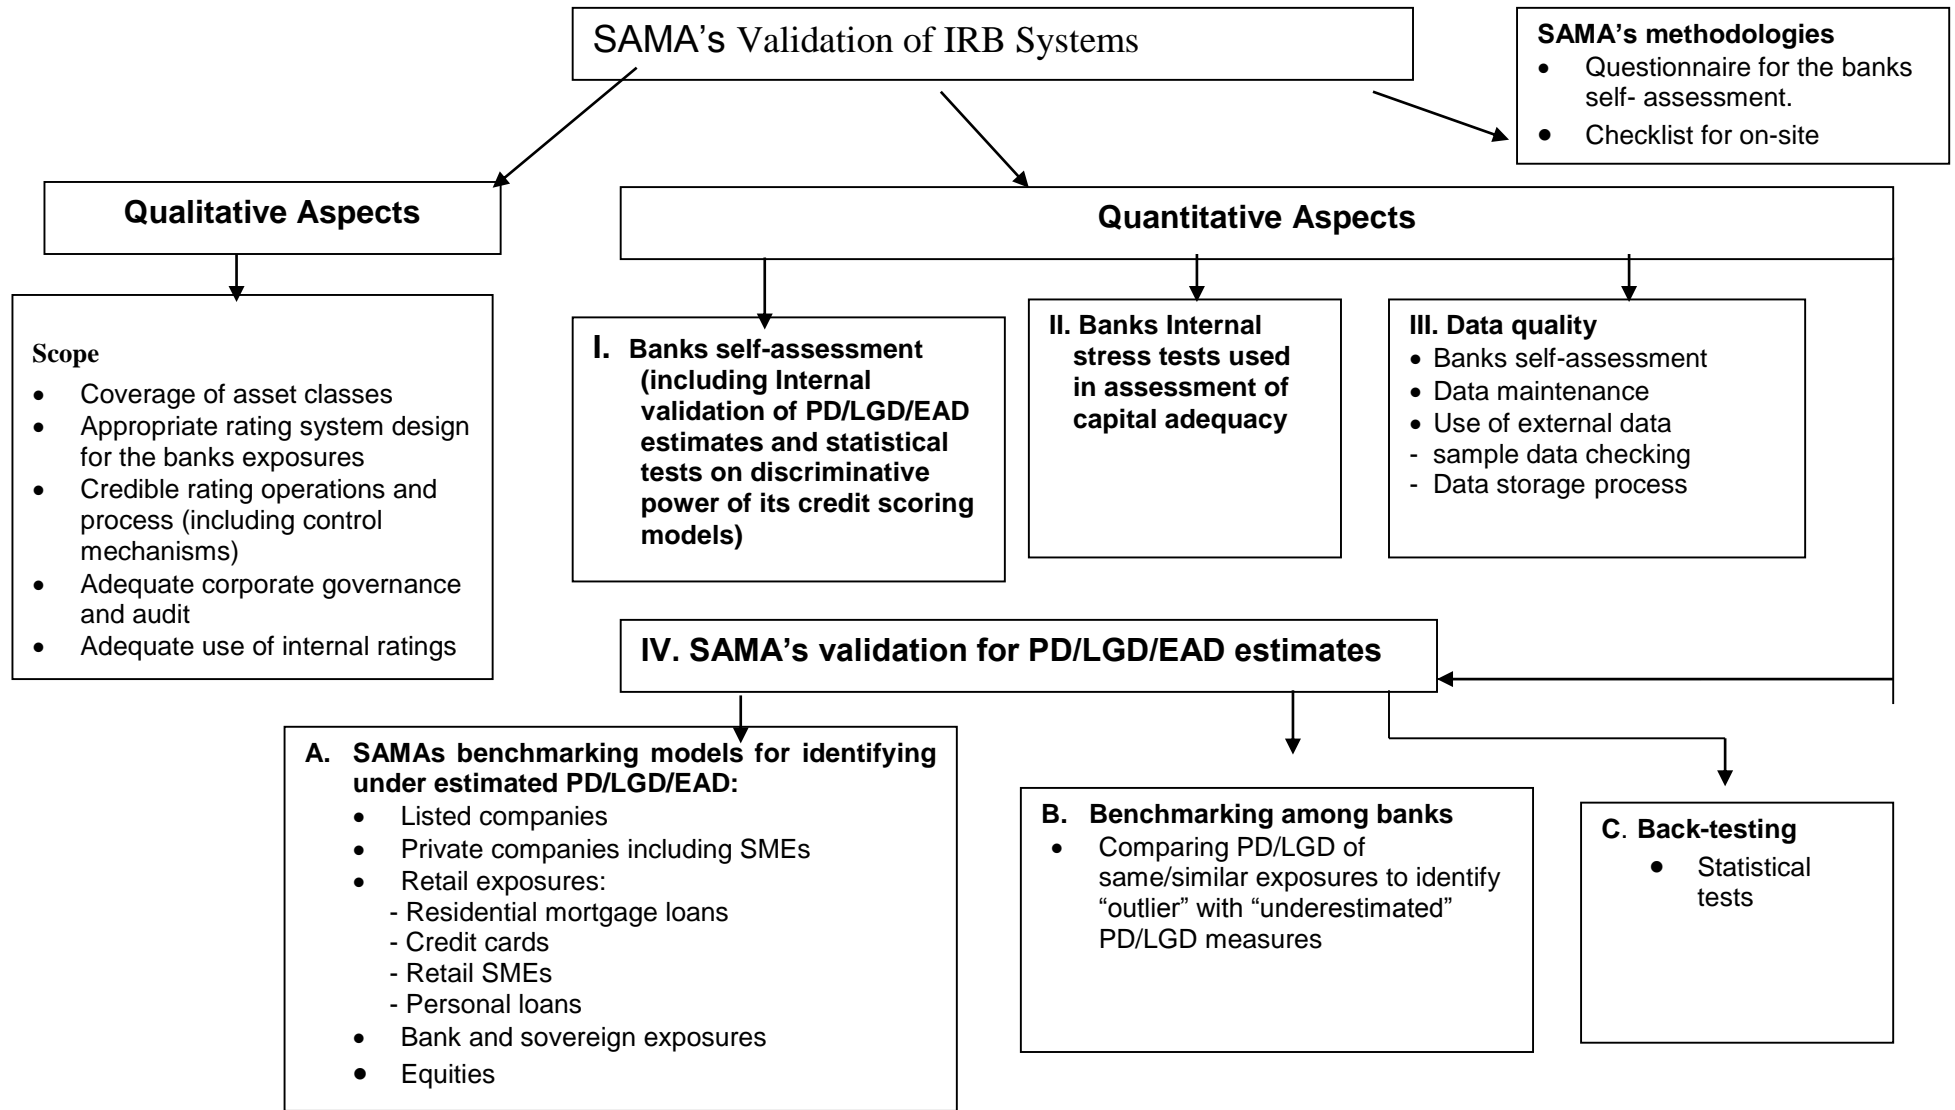 SAMA's Validation of IRB Systems
SAMA's methodologies
• Questionnaire for the banks
self- assessment.
• Checklist for on-site
Qualitative Aspects
Quantitative Aspects
Scope
• Coverage of asset classes
• Appropriate rating system design
for the banks exposures
• Credible rating operations and
process (including control
mechanisms)
• Adequate corporate governance
and audit
• Adequate use of internal ratings
I. Banks self-assessment
(including Internal
validation of PD/LGD/EAD
estimates and statistical
tests on discriminative
power of its credit scoring
models)
II. Banks Internal
stress tests used
in assessment of
capital adequacy
III. Data quality
• Banks self-assessment
• Data maintenance
• Use of external data
- sample data checking
- Data storage process
IV. SAMA's validation for PD/LGD/EAD estimates
A. SAMAs benchmarking models for identifying
under estimated PD/LGD/EAD:
• Listed companies
• Private companies including SMEs
• Retail exposures:
- Residential mortgage loans
- Credit cards
- Retail SMEs
- Personal loans
• Bank and sovereign exposures
• Equities
B. Benchmarking among banks
• Comparing PD/LGD of
same/similar exposures to identify
“outlier” with “underestimated”
PD/LGD measures
C. Back-testing
• Statistical
tests